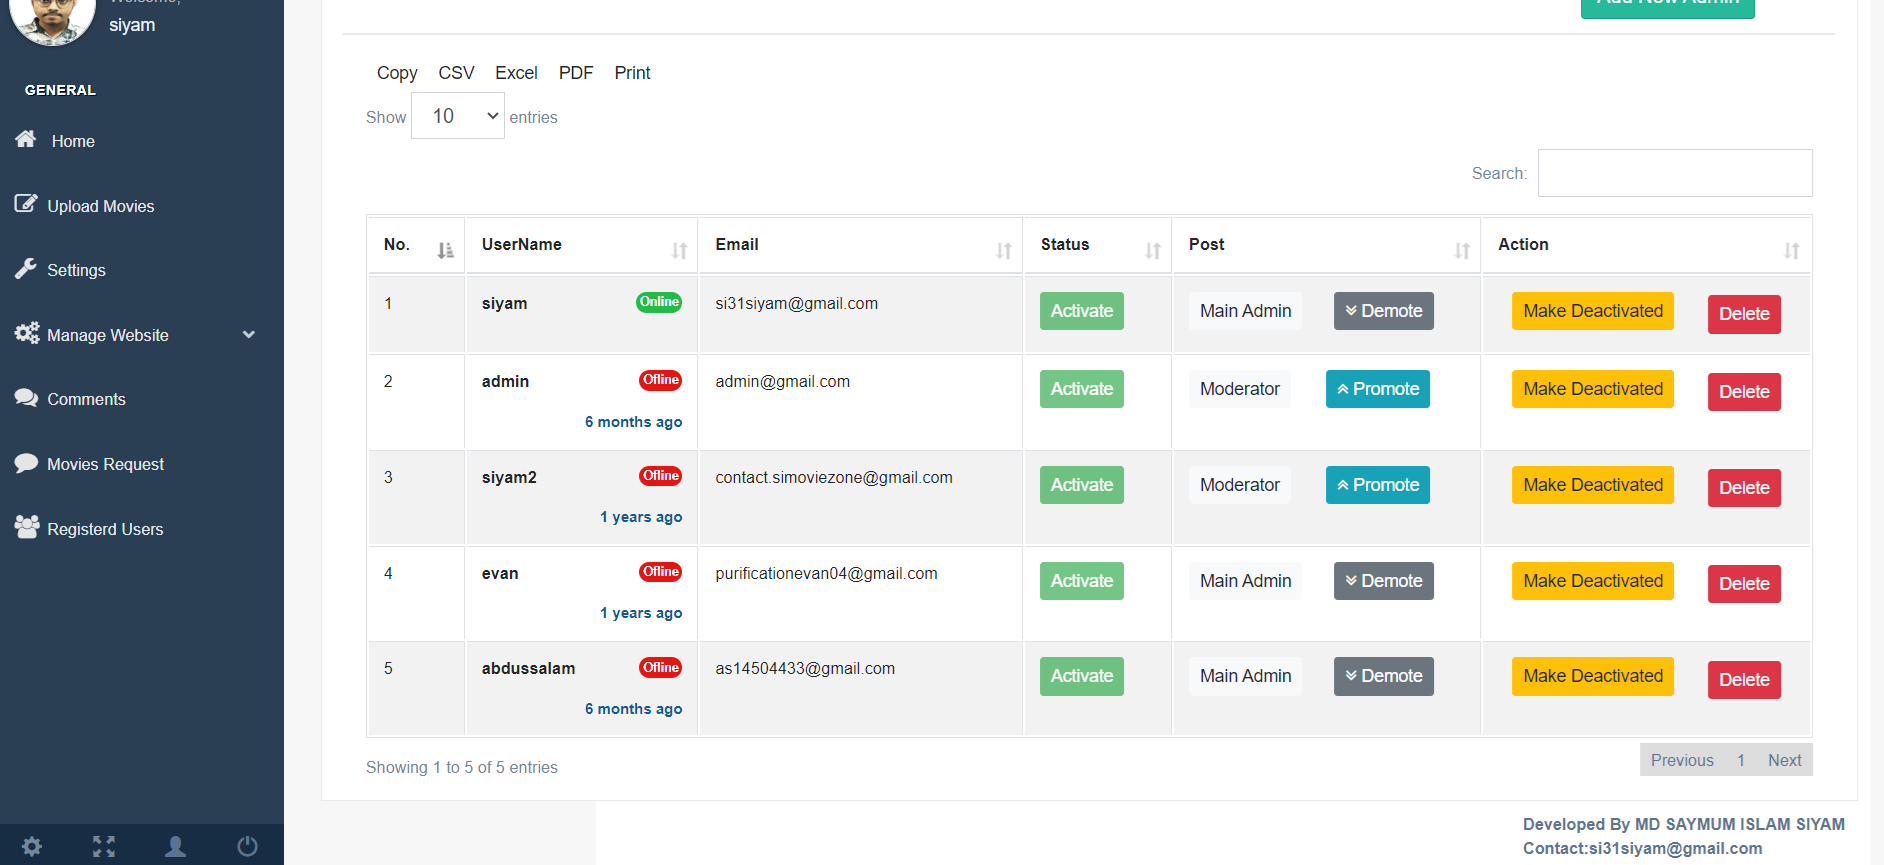 Welcome,
siyam
Add New Admin
GENERAL
Home
Upload Movies
Settings
Manage Website
Comments
Movies Request
Registerd Users
Copy CSV Excel PDF Print
Show 10 entries
Search:
No. UserName Email Status Post Action
1 siyam Online si31siyam@gmail.com Activate Main Admin Demote Make Deactivated Delete
2 admin Ofline admin@gmail.com Activate Moderator Promote Make Deactivated Delete
6 months ago
3 siyam2 Ofline contact.simoviezone@gmail.com Activate Moderator Promote Make Deactivated Delete
1 years ago
4 evan Ofline purificationevan04@gmail.com Activate Main Admin Demote Make Deactivated Delete
1 years ago
5 abdussalam Ofline as14504433@gmail.com Activate Main Admin Demote Make Deactivated Delete
6 months ago
Showing 1 to 5 of 5 entries
Previous 1 Next
Developed By MD SAYMUM ISLAM SIYAM
Contact:si31siyam@gmail.com